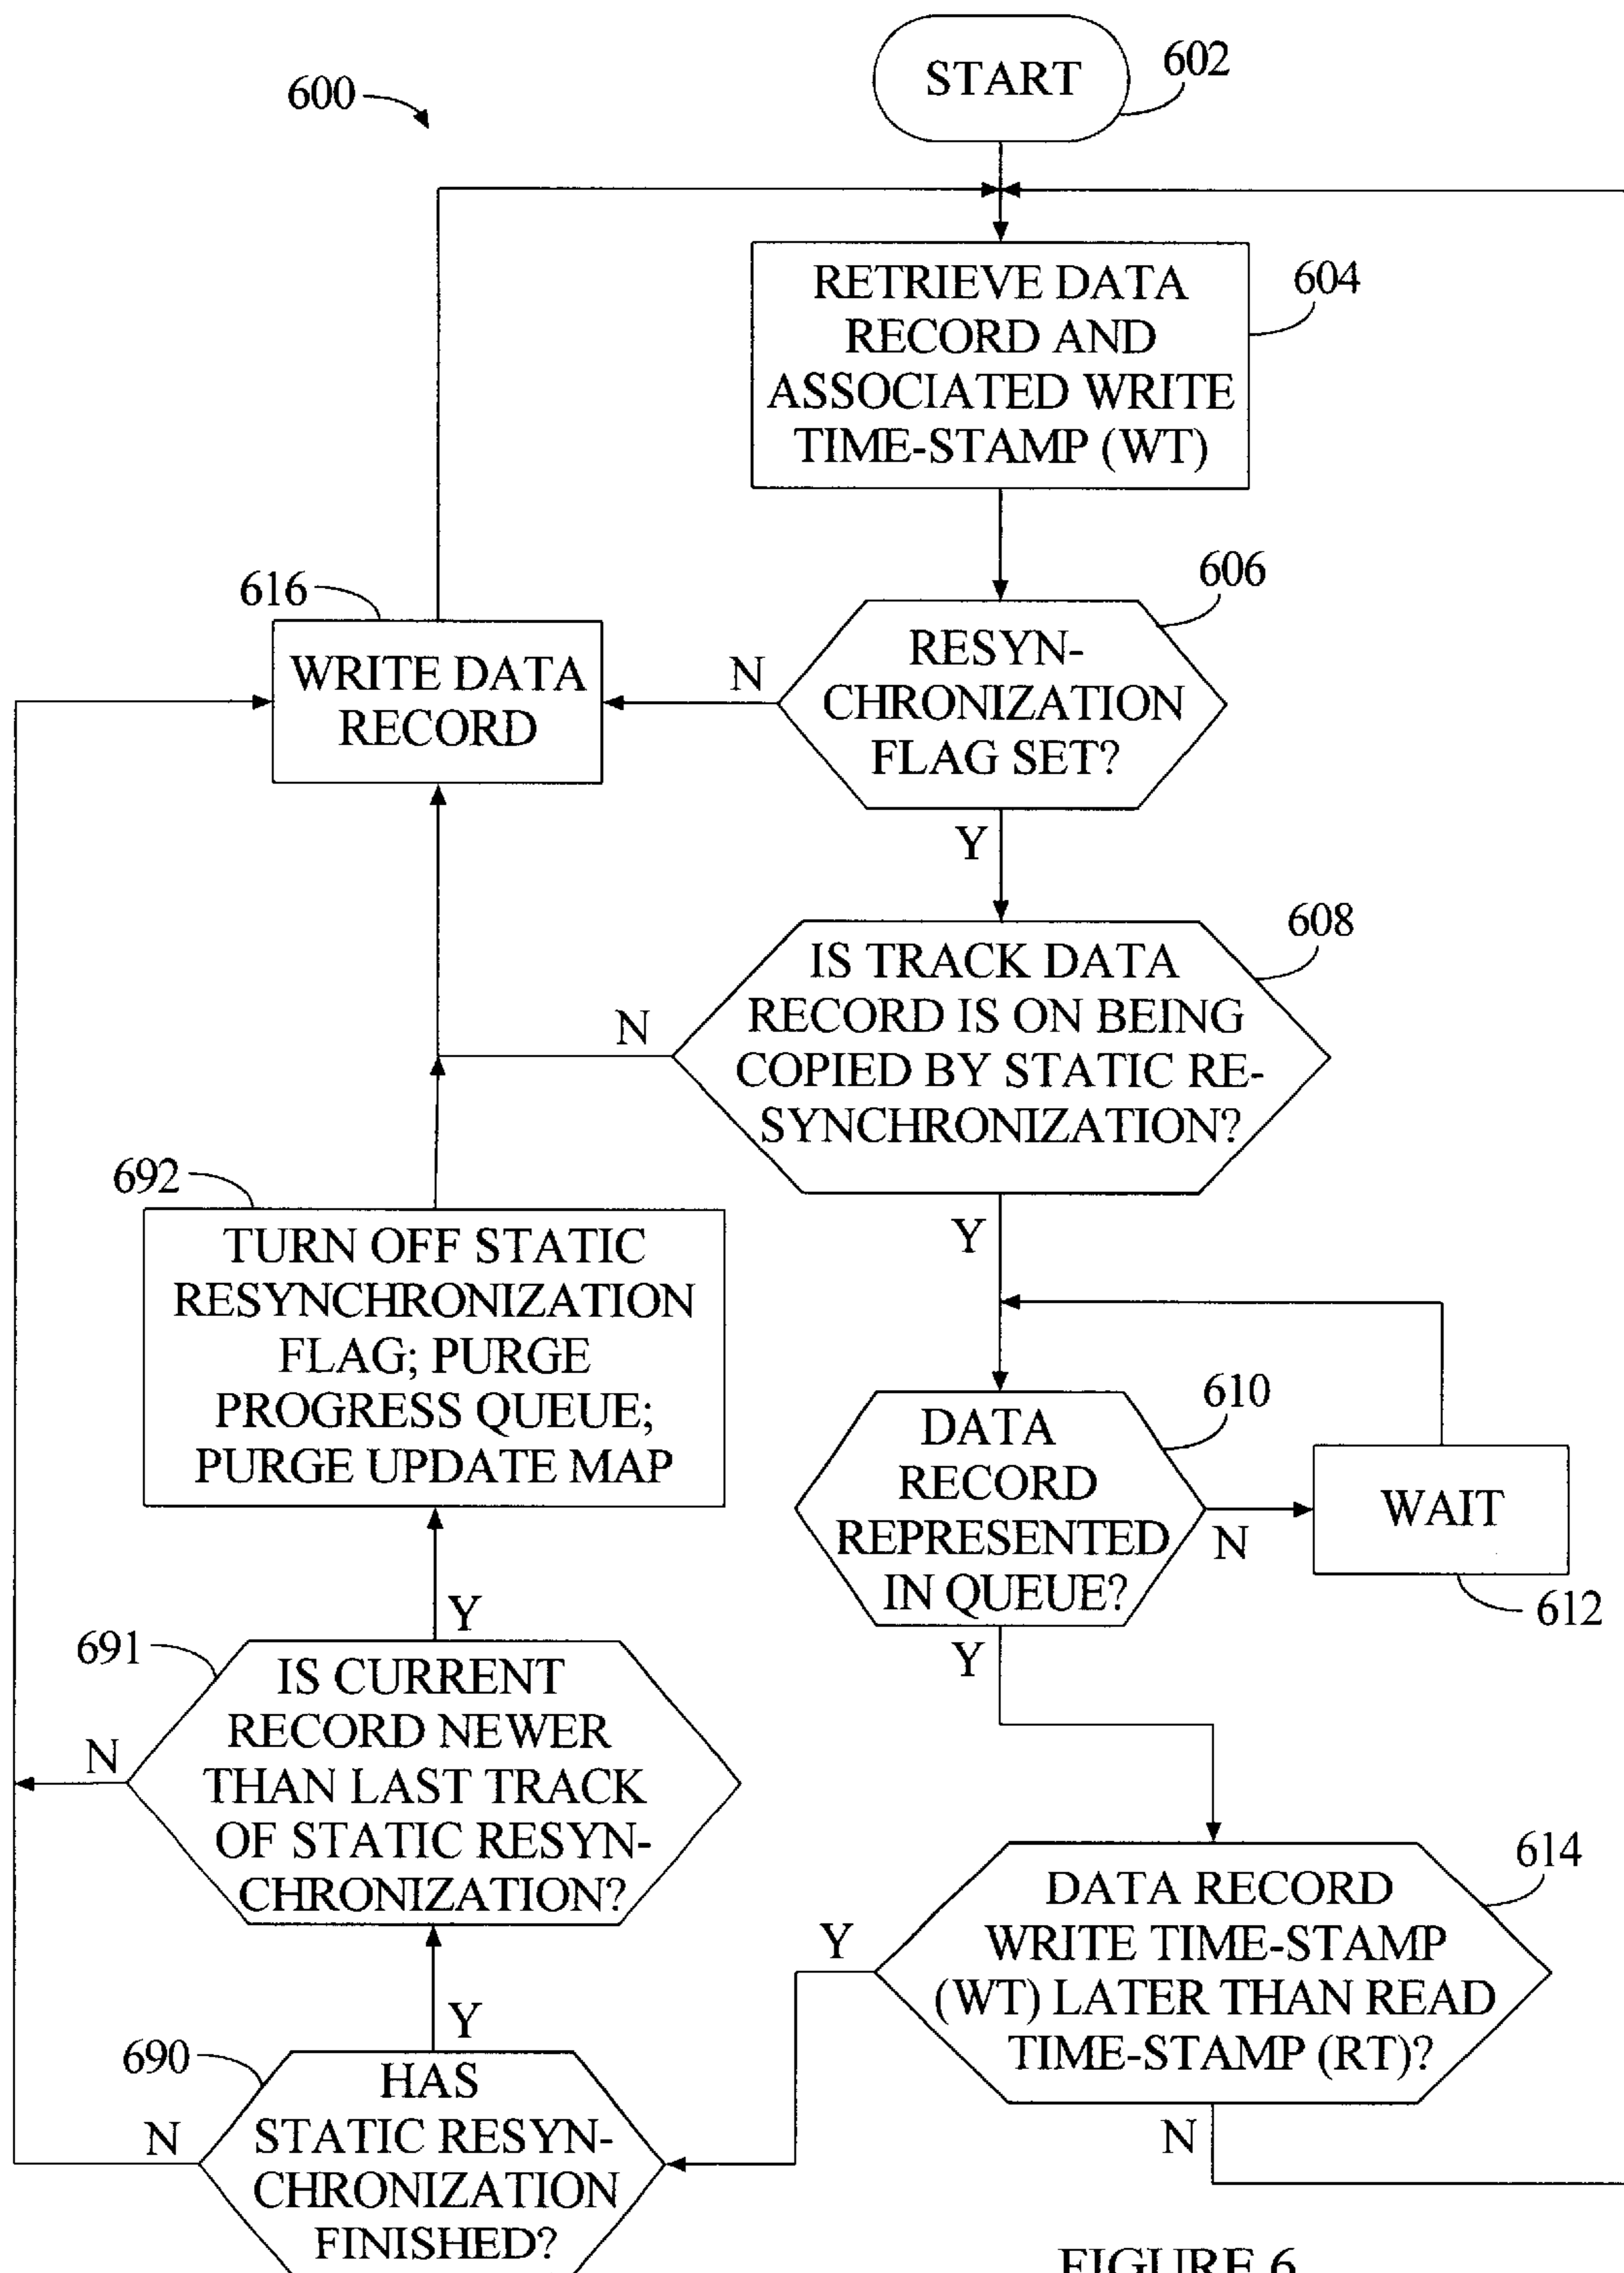 START
602
600
RETRIEVE DATA
RECORD AND
ASSOCIATED WRITE
TIME-STAMP (WT)
604
606
RESYN-
CHRONIZATION
FLAG SET?
N
Y
616
WRITE DATA
RECORD
608
IS TRACK DATA
RECORD IS ON BEING
COPIED BY STATIC RE-
SYNCHRONIZATION?
N
Y
692
TURN OFF STATIC
RESYNCHRONIZATION
FLAG; PURGE
PROGRESS QUEUE;
PURGE UPDATE MAP
610
DATA
RECORD
REPRESENTED
IN QUEUE?
N
WAIT
612
Y
Y
691
IS CURRENT
RECORD NEWER
THAN LAST TRACK
OF STATIC RESYN-
CHRONIZATION?
N
614
DATA RECORD
WRITE TIME-STAMP
(WT) LATER THAN READ
TIME-STAMP (RT)?
Y
N
Y
690
HAS
STATIC RESYN-
CHRONIZATION
FINISHED?
N
FIGURE 6